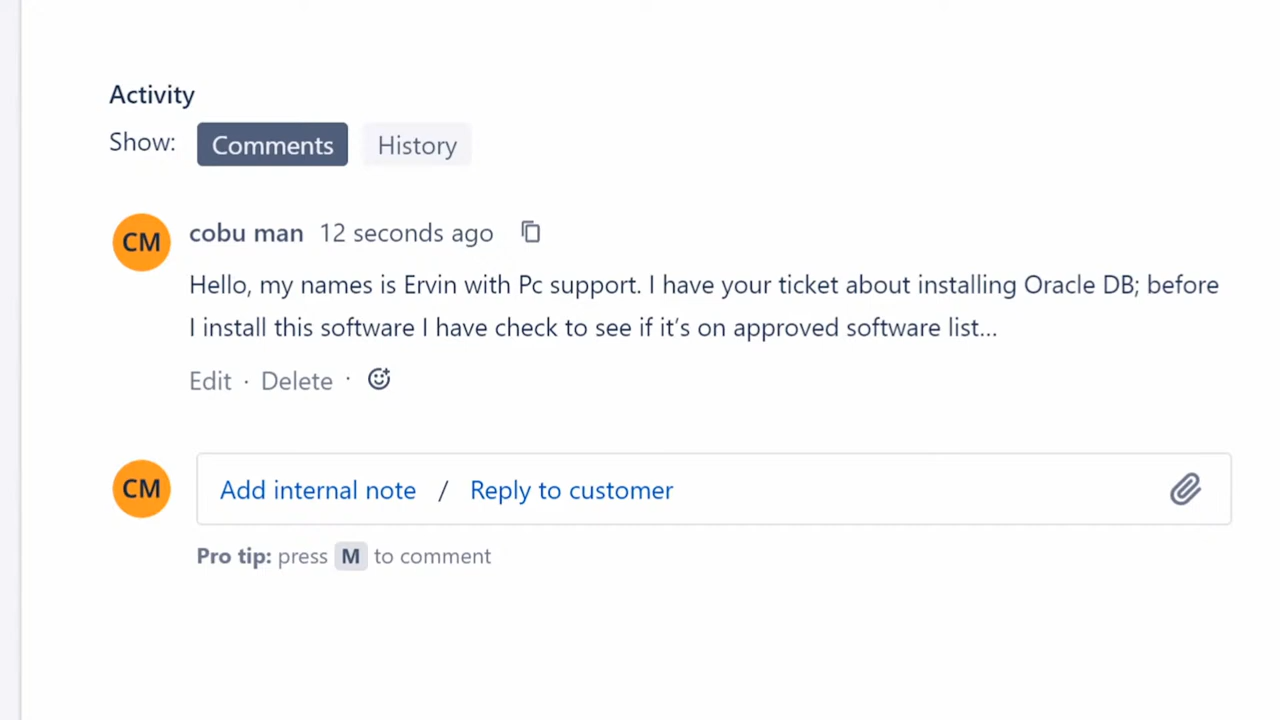 Activity
Show: Comments History
CM cobu man 12 seconds ago
Hello, my names is Ervin with Pc support. I have your ticket about installing Oracle DB; before
I install this software I have check to see if it's on approved software list...
Edit · Delete ·
CM Add internal note / Reply to customer
Pro tip: press M to comment